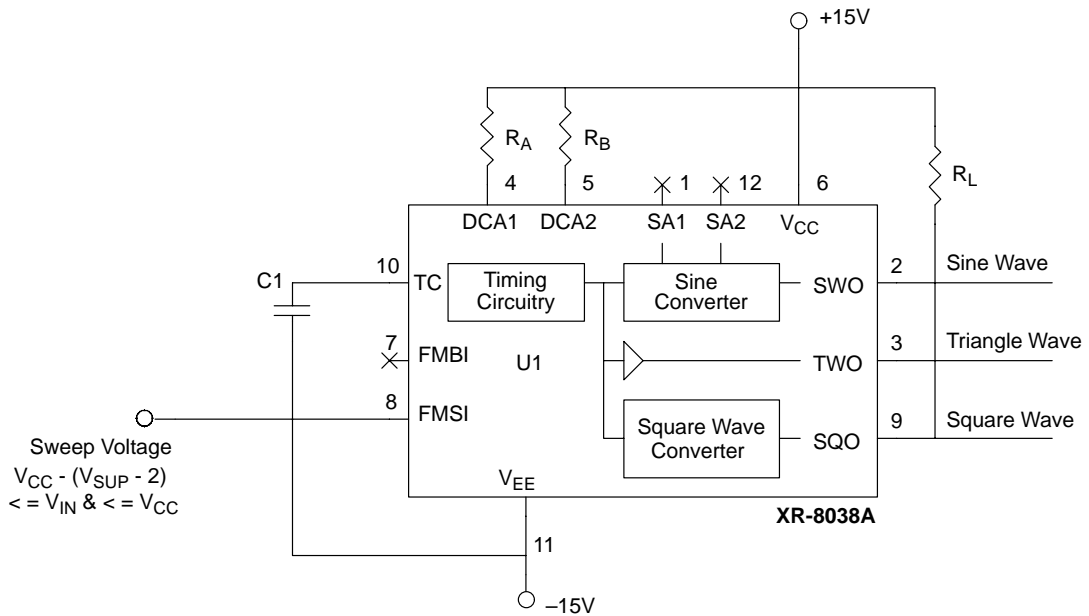 +15V
R_A
R_B
R_L
4
5
1
12
6
DCA1
DCA2
SA1
SA2
V_CC
10
TC
Timing
Circuitry
Sine
Converter
SWO
2
Sine Wave
C1
7
FMBI
U1
TWO
3
Triangle Wave
8
FMSI
Square Wave
Converter
SQO
9
Square Wave
Sweep Voltage
V_CC - (V_SUP - 2)
< = V_IN & < = V_CC
V_EE
XR-8038A
11
–15V